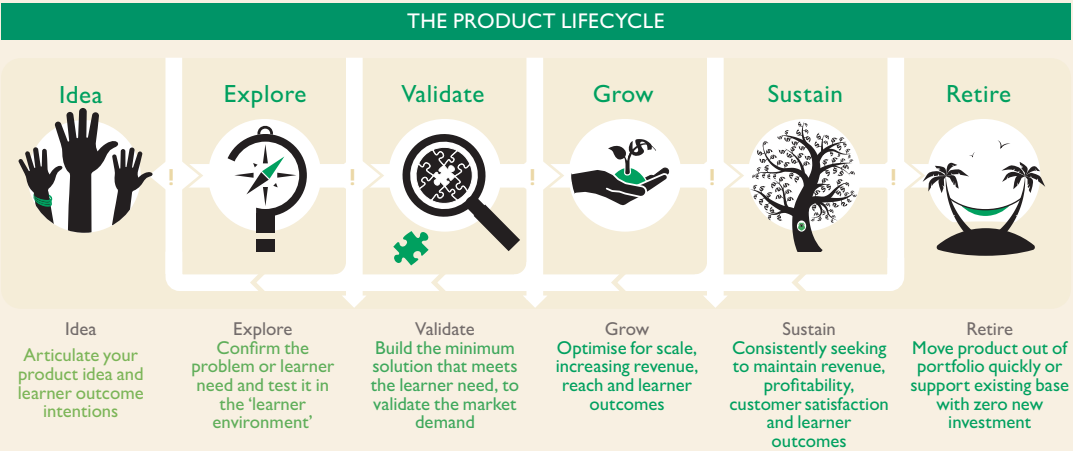 THE PRODUCT LIFECYCLE
Idea
Explore
Validate
Grow
Sustain
Retire
!
!
!
!
!
Idea
Articulate your
product idea and
learner outcome
intentions
Explore
Confirm the
problem or learner
need and test it in
the ‘learner
environment’
Validate
Build the minimum
solution that meets
the learner need, to
validate the market
demand
Grow
Optimise for scale,
increasing revenue,
reach and learner
outcomes
Sustain
Consistently seeking
to maintain revenue,
profitability,
customer satisfaction
and learner
outcomes
Retire
Move product out of
portfolio quickly or
support existing base
with zero new
investment